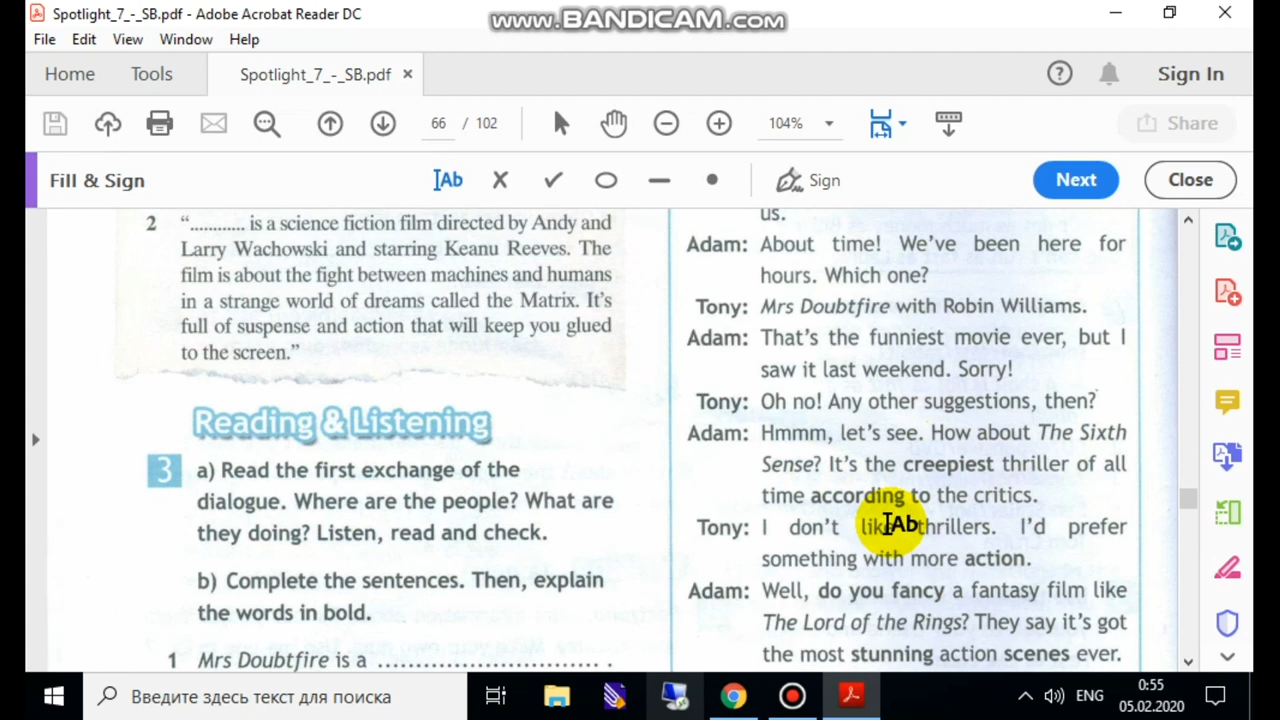 Spotlight_7_-_SB.pdf - Adobe Acrobat Reader DC
www.BANDICAM.com
File Edit View Window Help
Home Tools Spotlight_7_-_SB.pdf × Sign In
66 / 102 104% Share
Fill & Sign Ab Sign Next Close
2 “............ is a science fiction film directed by Andy and
Larry Wachowski and starring Keanu Reeves. The
film is about the fight between machines and humans
in a strange world of dreams called the Matrix. It’s
full of suspense and action that will keep you glued
to the screen.”
Reading & Listening
3 a) Read the first exchange of the
dialogue. Where are the people? What are
they doing? Listen, read and check.
b) Complete the sentences. Then, explain
the words in bold.
1 Mrs Doubtfire is a .............................. .
us.
Adam: About time! We’ve been here for
hours. Which one?
Tony: Mrs Doubtfire with Robin Williams.
Adam: That’s the funniest movie ever, but I
saw it last weekend. Sorry!
Tony: Oh no! Any other suggestions, then?
Adam: Hmmm, let’s see. How about The Sixth
Sense? It’s the creepiest thriller of all
time according to the critics.
Tony: I don’t like thrillers. I’d prefer
something with more action.
Ab
Adam: Well, do you fancy a fantasy film like
The Lord of the Rings? They say it’s got
the most stunning action scenes ever.
Введите здесь текст для поиска
ENG
0:55
05.02.2020